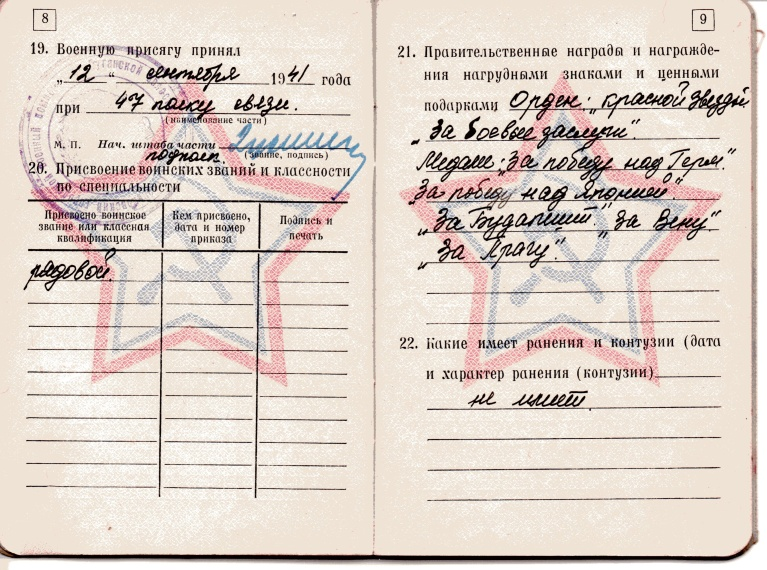 8
19. Военную присягу принял
„12“ сентября 1941 года
при 47 полку связи.
(наименование части)
М. П. Нач. штаба части
подполк. (звание, подпись)
20. Присвоение воинских званий и классности
по специальности
Присвоено воинское звание или классная квалификация
Кем присвоено, дата и номер приказа
Подпись и печать
рядовой.
9
21. Правительственные награды и награжде-
ния нагрудными знаками и ценными
подарками Орден: „Красной Звезды“
„За боевые заслуги“.
Медали: „За победу над Герм“.
„За победу над Японией“
„За Будапешт“. „За Вену“
„За Прагу“.
22. Какие имеет ранения и контузии (дата
и характер ранения (контузии)
не имеет